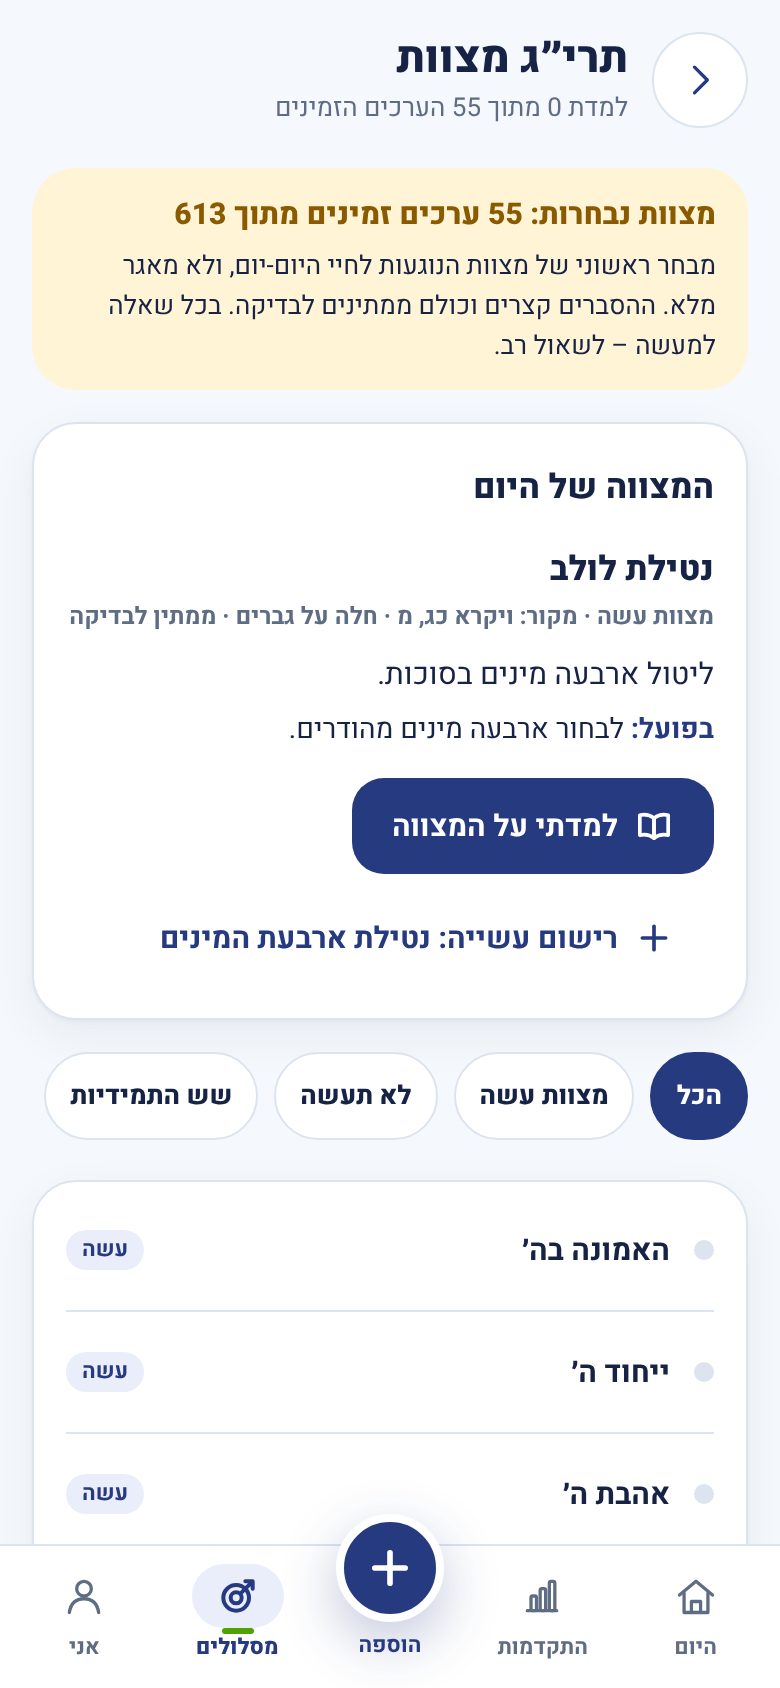 תרי״ג מצוות
למדת 0 מתוך 55 הערכים הזמינים
מצוות נבחרות: 55 ערכים זמינים מתוך 613
מבחר ראשוני של מצוות הנוגעות לחיי היום-יום, ולא מאגר
מלא. ההסברים קצרים וכולם ממתינים לבדיקה. בכל שאלה
למעשה – לשאול רב.
המצווה של היום
נטילת לולב
מצוות עשה · מקור: ויקרא כג, מ · חלה על גברים · ממתין לבדיקה
ליטול ארבעה מינים בסוכות.
בפועל: לבחור ארבעה מינים מהודרים.
למדתי על המצווה
רישום עשייה: נטילת ארבעת המינים
הכל
מצוות עשה
לא תעשה
שש התמידיות
האמונה בה׳
עשה
ייחוד ה׳
עשה
אהבת ה׳
עשה
היום
התקדמות
הוספה
מסלולים
אני